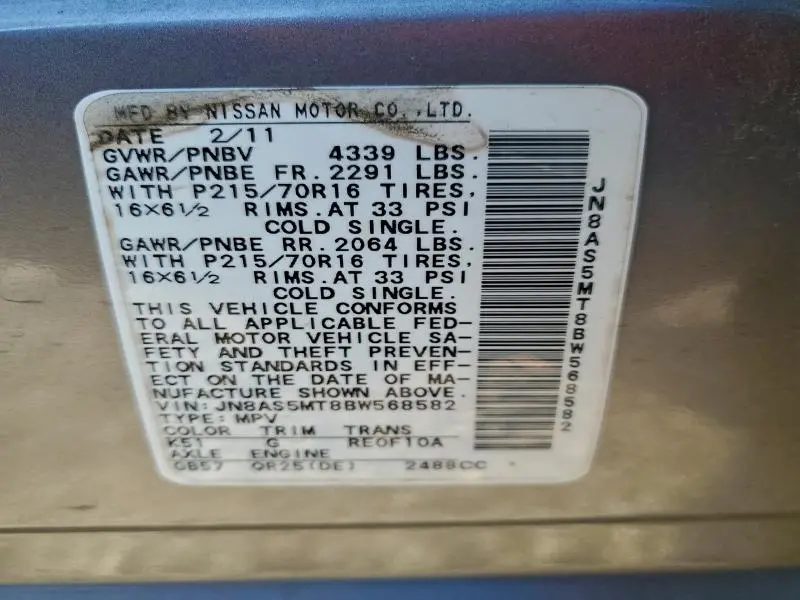 MFD BY NISSAN MOTOR CO.,LTD.
DATE 2/11
GVWR/PNBV 4339 LBS.
GAWR/PNBE FR.2291 LBS.
WITH P215/70R16 TIRES,
16×6½ RIMS.AT 33 PSI
COLD SINGLE.
GAWR/PNBE RR.2064 LBS.
WITH P215/70R16 TIRES,
16×6½ RIMS.AT 33 PSI
COLD SINGLE.
THIS VEHICLE CONFORMS
TO ALL APPLICABLE FED-
ERAL MOTOR VEHICLE SA-
FETY AND THEFT PREVEN-
TION STANDARDS IN EFF-
ECT ON THE DATE OF MA-
NUFACTURE SHOWN ABOVE.
VIN:JN8AS5MT8BW568582
TYPE:MPV
COLOR TRIM TRANS
K51 G RE0F10A
AXLE ENGINE
GB57 QR25(DE) 2488CC
JN8AS5MT8BW568582